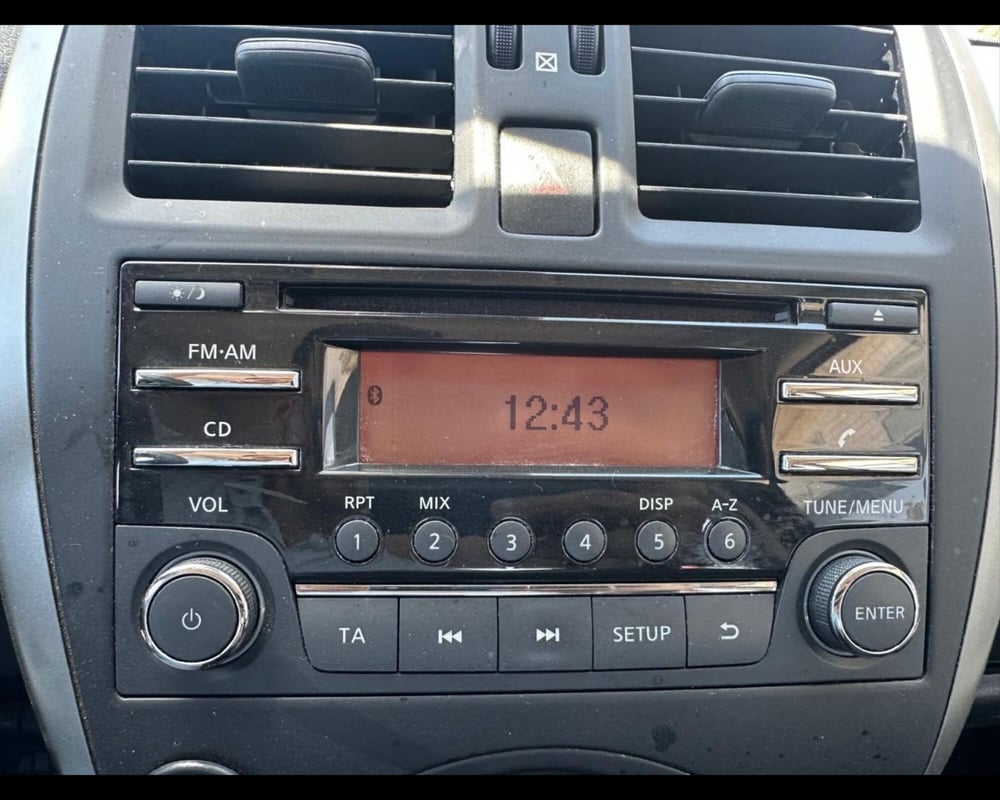 FM·AM
AUX
12:43
CD
VOL
RPT
MIX
DISP
A-Z
TUNE/MENU
1
2
3
4
5
6
TA
SETUP
ENTER